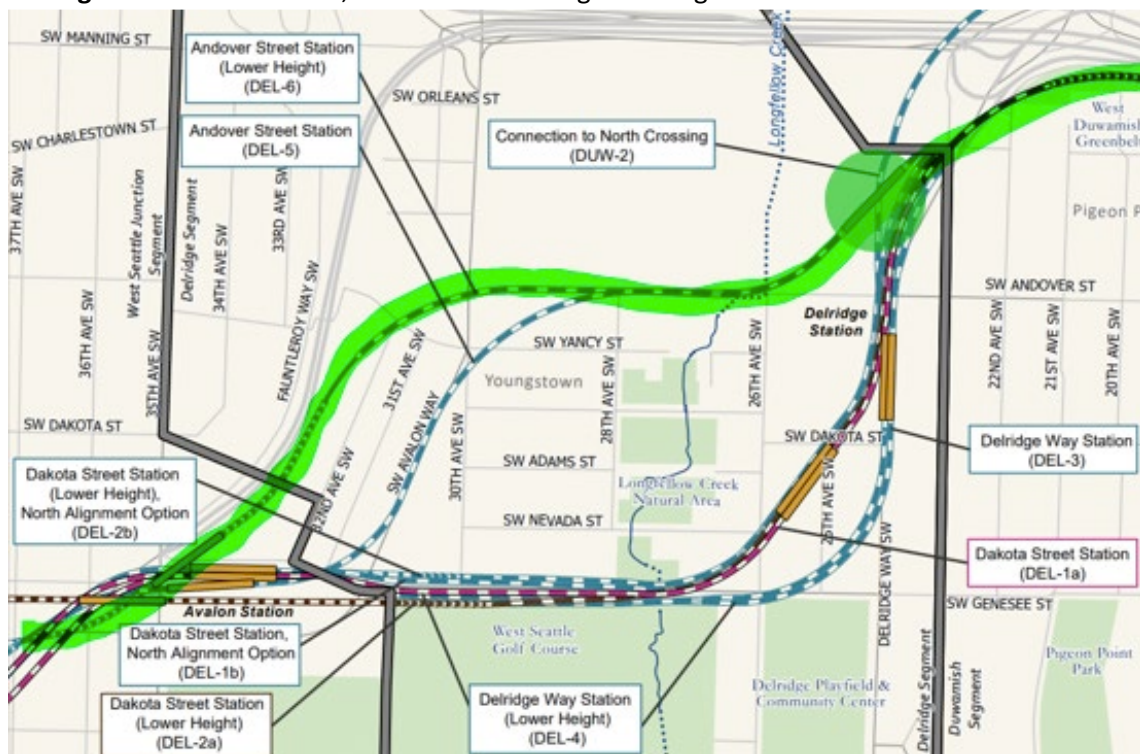 SW MANNING ST
Andover Street Station
(Lower Height)
(DEL-6)
SW ORLEANS ST
Longfellow Creek
SW CHARLESTOWN ST
Andover Street Station
(DEL-5)
Connection to North Crossing
(DUW-2)
West
Duwamish
Greenbelt
37TH AVE SW
West Seattle Junction
Segment
Delridge Segment
33RD AVE SW
34TH AVE SW
Pigeon P
36TH AVE SW
35TH AVE SW
FAUNTLEROY WAY SW
31ST AVE SW
SW ANDOVER ST
Delridge
Station
SW YANCY ST
Youngstown
SW AVALON WAY
30TH AVE SW
28TH AVE SW
26TH AVE SW
22ND AVE SW
21ST AVE SW
20TH AVE SW
SW DAKOTA ST
SW DAKOTA ST
Delridge Way Station
(DEL-3)
SW ADAMS ST
Dakota Street Station
(Lower Height),
North Alignment Option
(DEL-2b)
32ND AVE SW
Longfellow Creek
Natural Area
SW NEVADA ST
25TH AVE SW
Dakota Street Station
(DEL-1a)
DELRIDGE WAY SW
Avalon Station
SW GENESEE ST
Dakota Street Station,
North Alignment Option
(DEL-1b)
West Seattle
Golf Course
Pigeon Point
Park
Dakota Street Station
(Lower Height)
(DEL-2a)
Delridge Way Station
(Lower Height)
(DEL-4)
Delridge Playfield &
Community Center
Delridge Segment
Duwamish
Segment